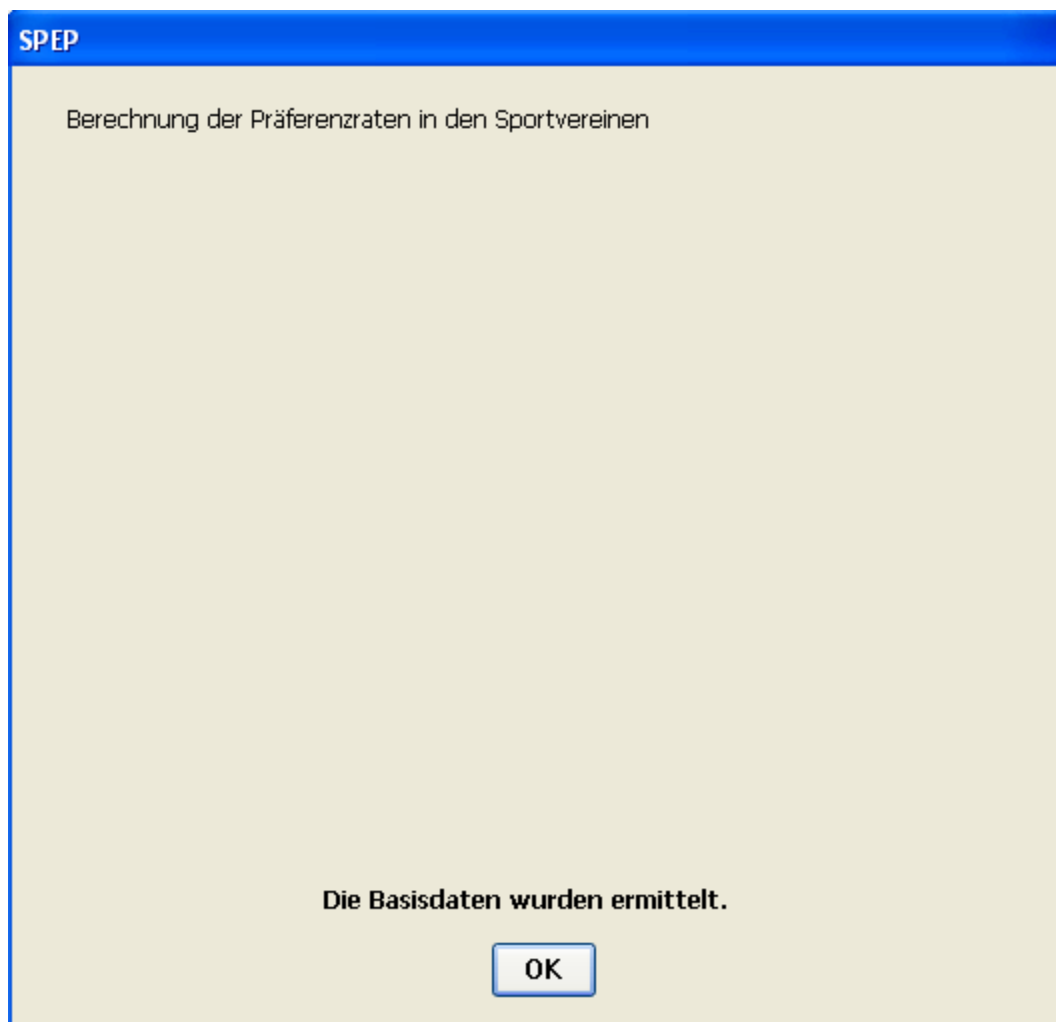 SPEP
Berechnung der Präferenzraten in den Sportvereinen
Die Basisdaten wurden ermittelt.
OK